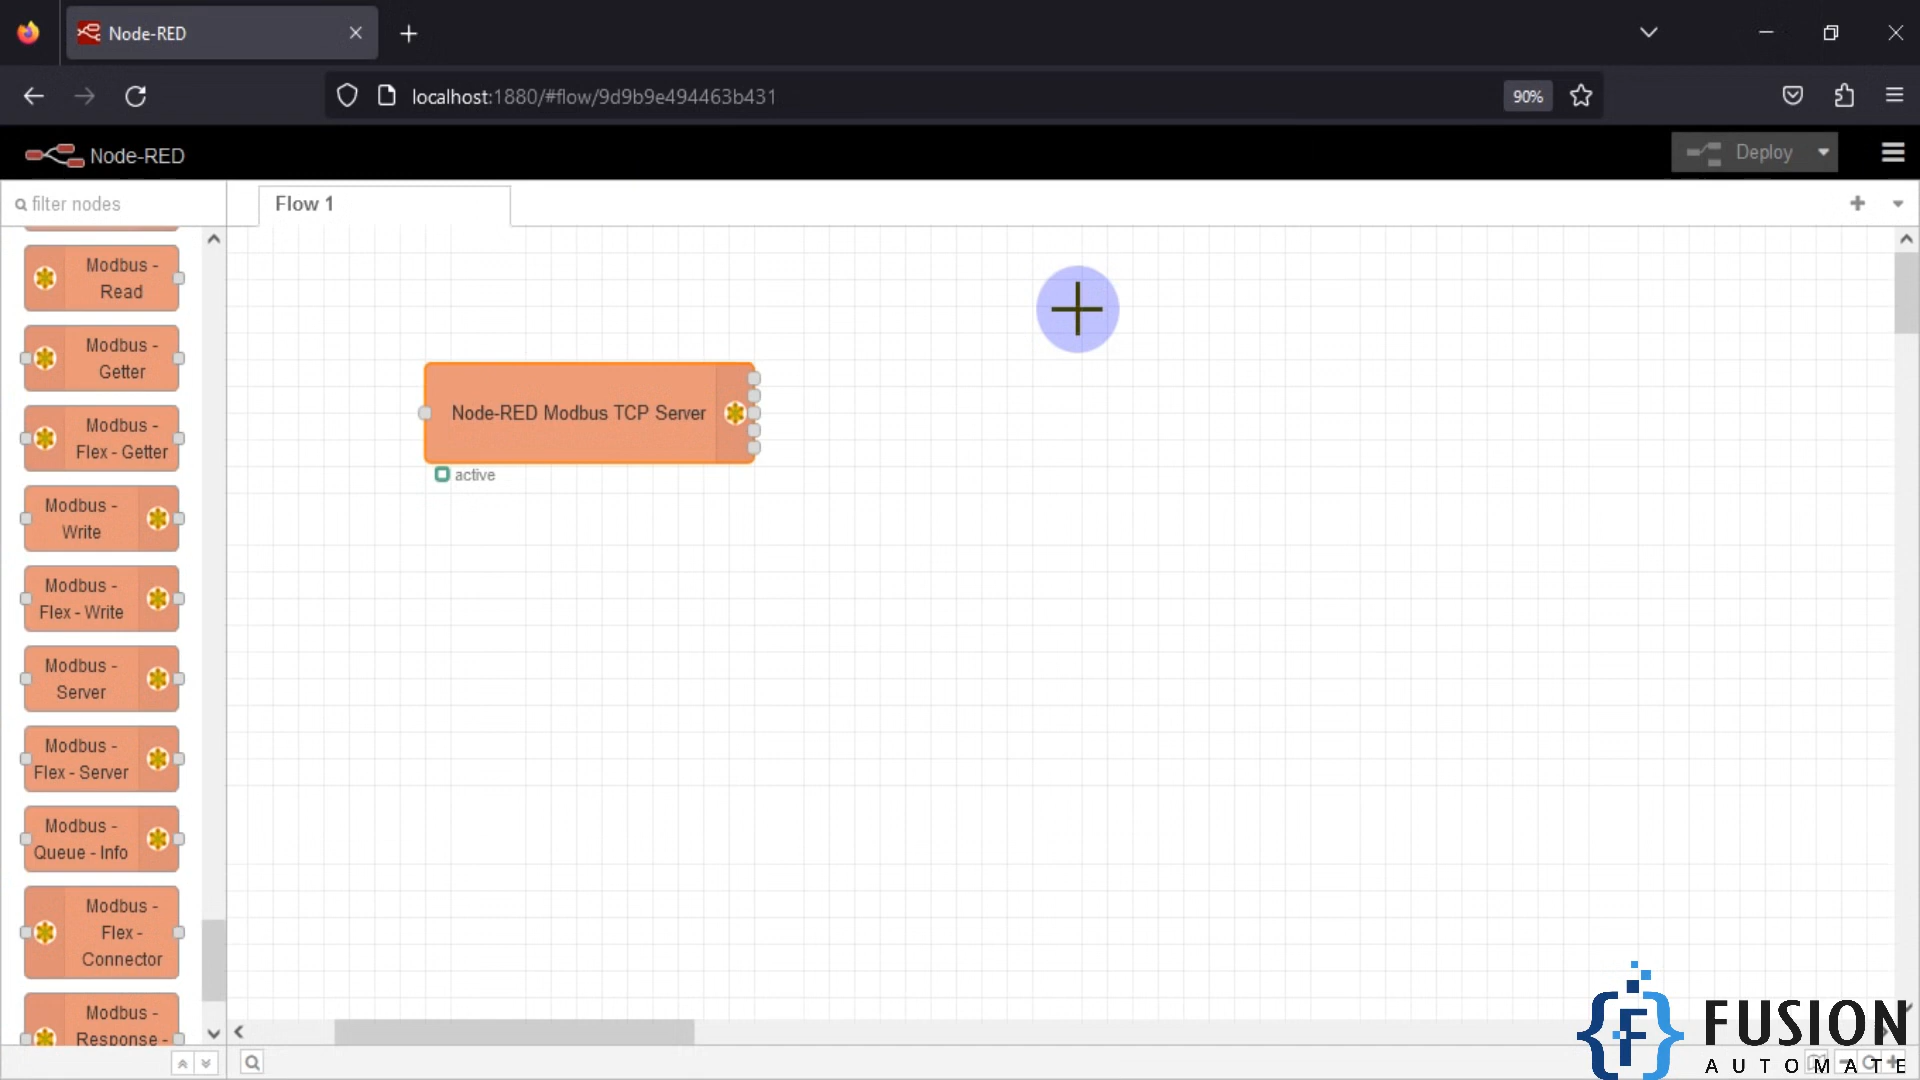 Node-RED
localhost:1880/#flow/9d9b9e494463b431
90%
Node-RED
Deploy
filter nodes
Flow 1
Modbus -
Read
Modbus -
Getter
Modbus -
Flex - Getter
Modbus -
Write
Modbus -
Flex - Write
Modbus -
Server
Modbus -
Flex - Server
Modbus -
Queue - Info
Modbus -
Flex -
Connector
Modbus -
Response -
Node-RED Modbus TCP Server
active
F
FUSION
AUTOMATE